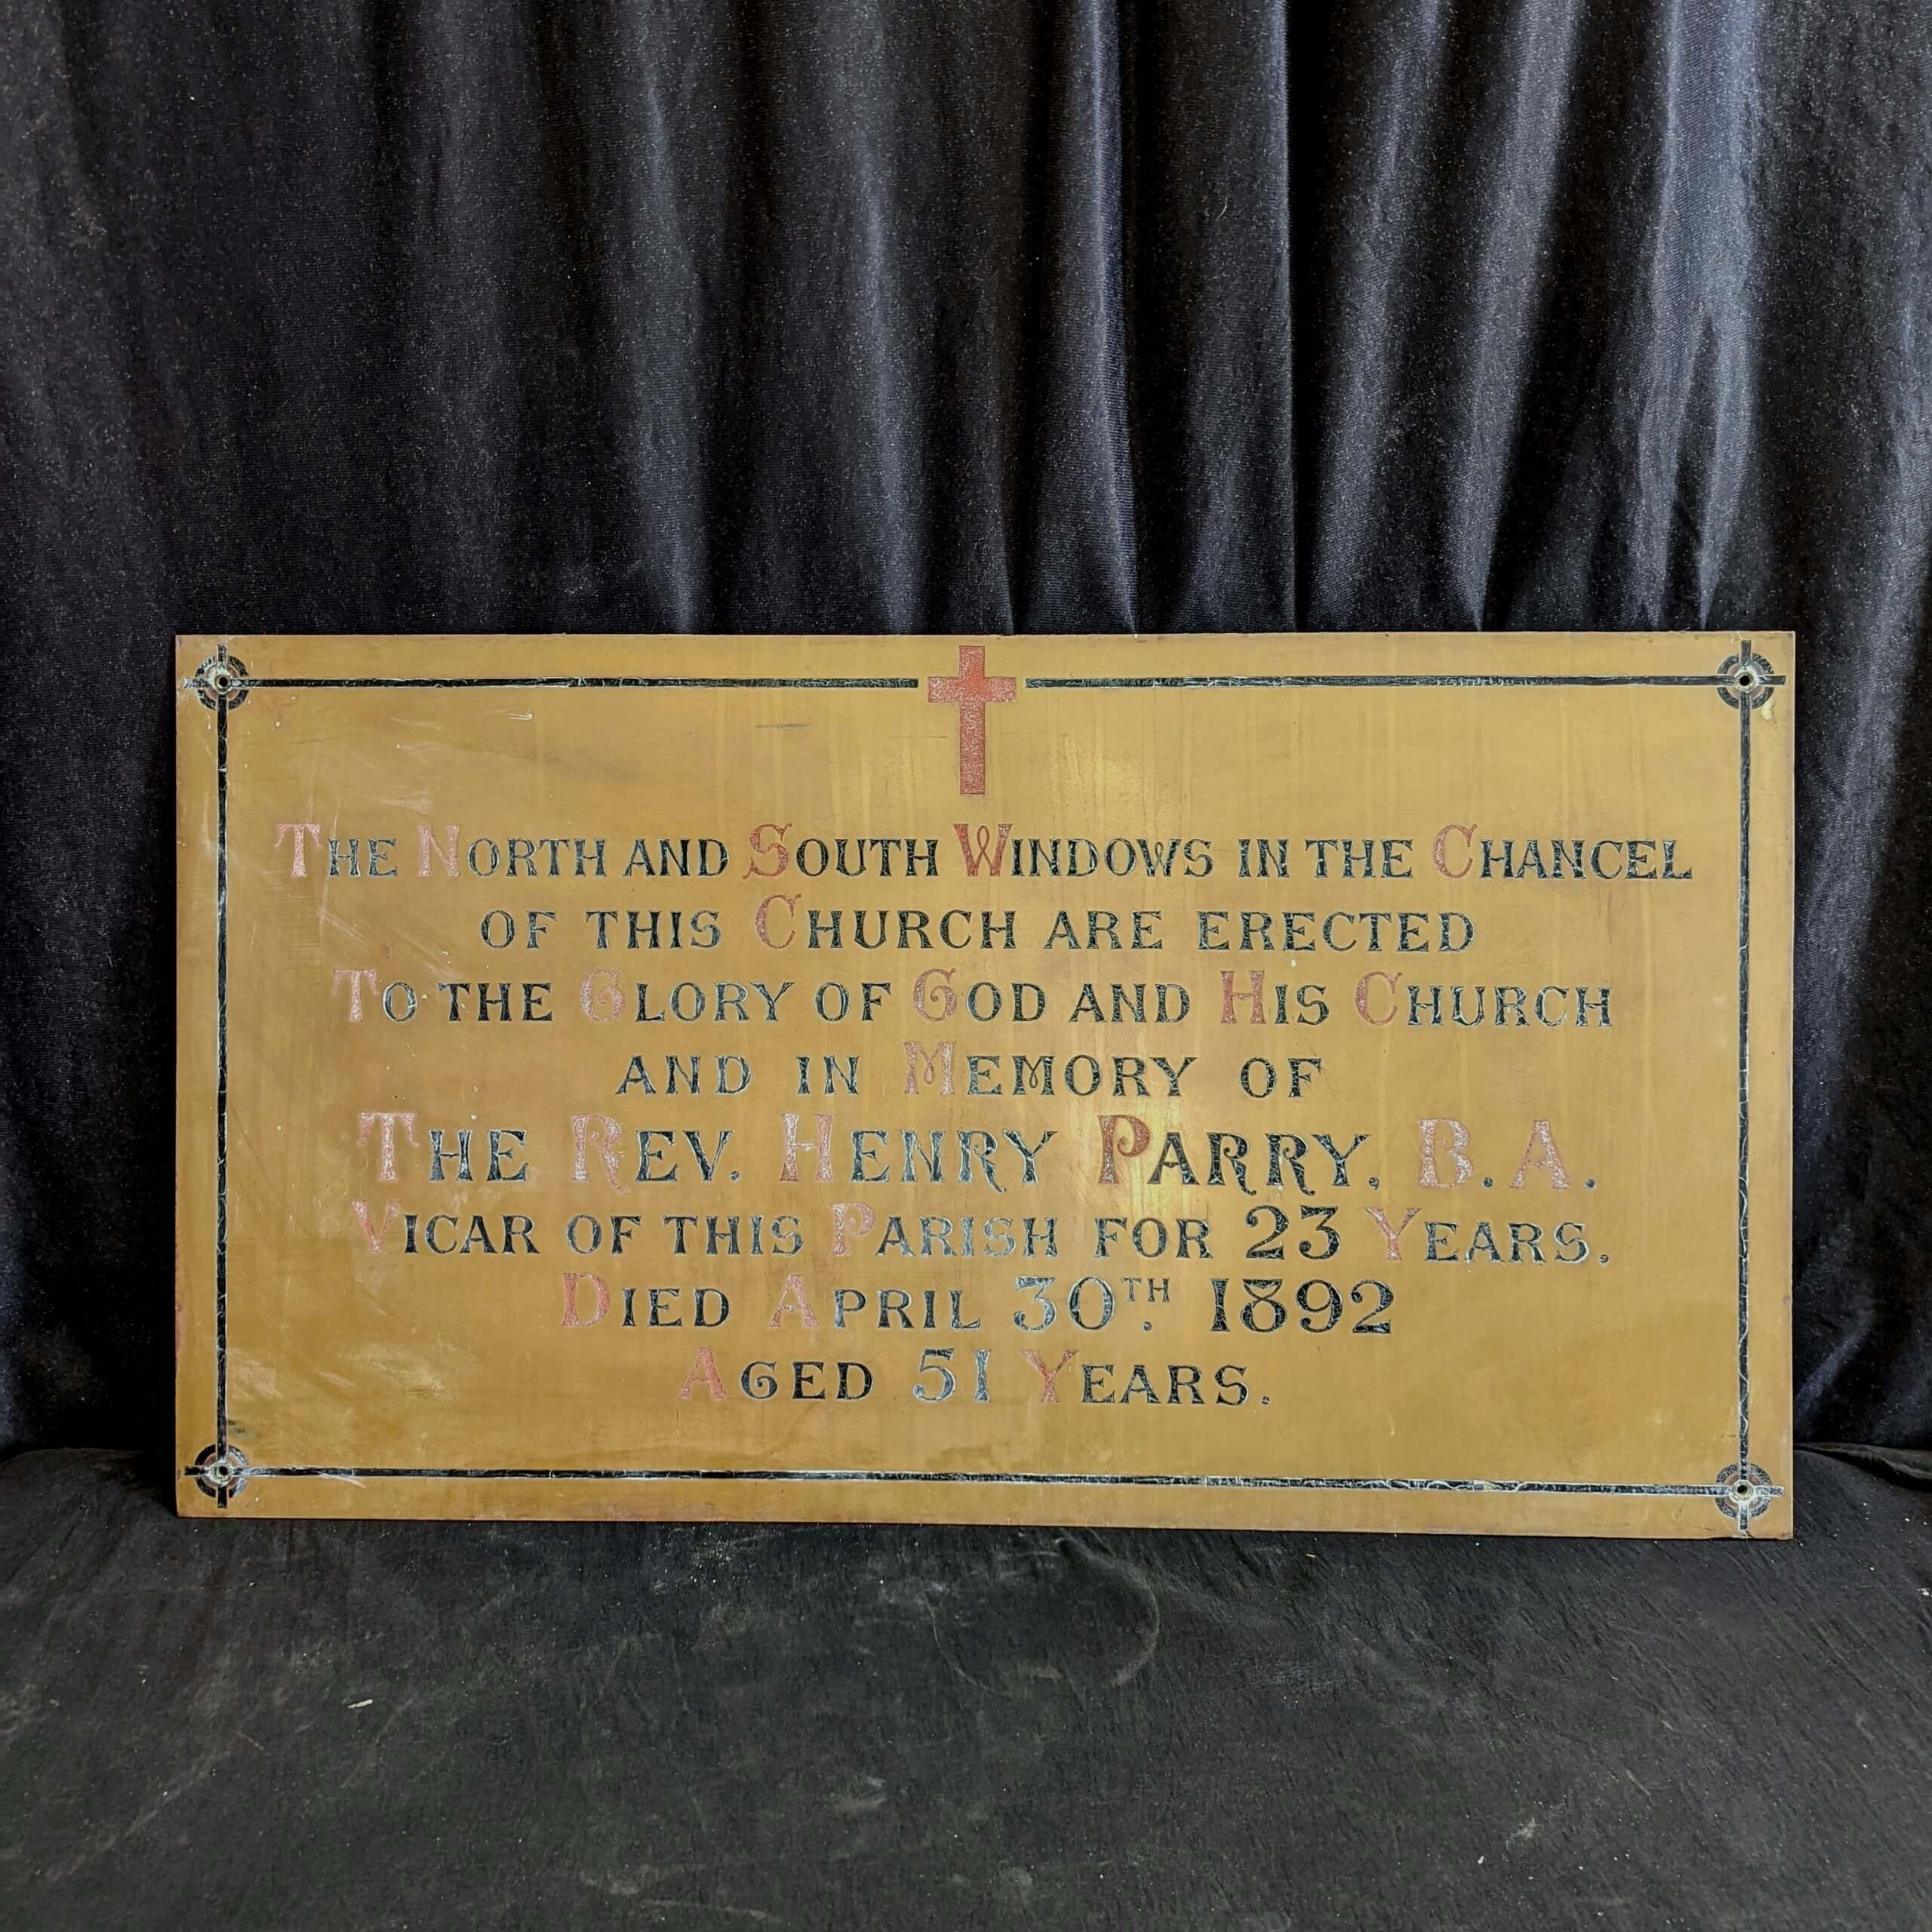 The North and South Windows in the Chancel
of this Church are erected
To the Glory of God and His Church
and in Memory of
The Rev. Henry Parry, B.A.
Vicar of this Parish for 23 Years.
Died April 30th. 1892
Aged 51 Years.